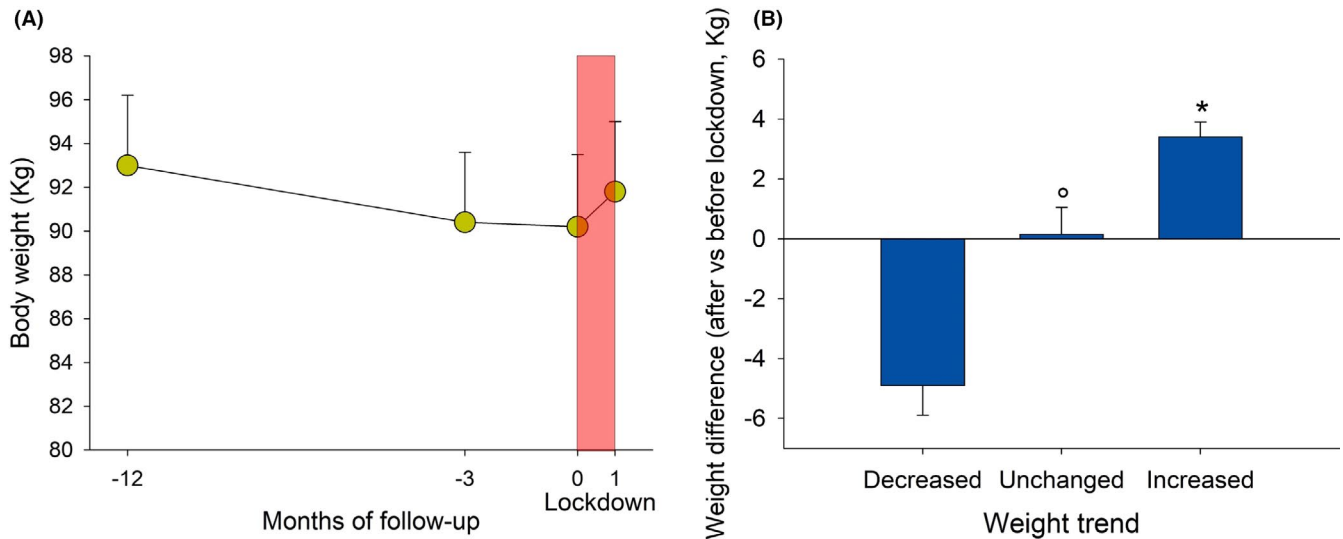 (A)
98
96
94
92
90
88
86
84
82
80
Body weight (Kg)
-12
-3
0
1
Lockdown
Months of follow-up
(B)
6
4
2
0
-2
-4
-6
Weight difference (after vs before lockdown, Kg)
°
*
Decreased
Unchanged
Increased
Weight trend